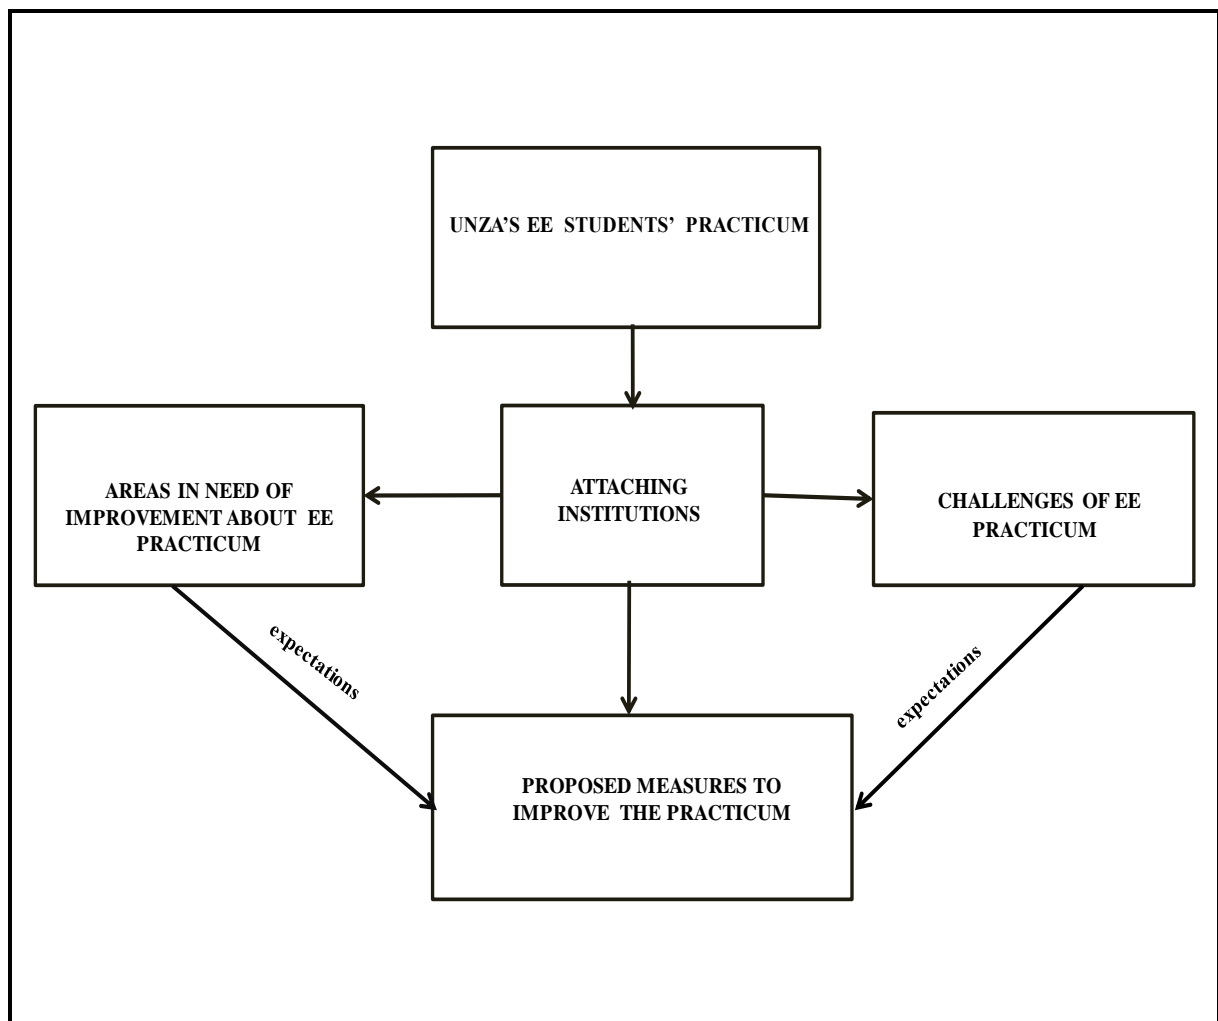 UNZA'S EE STUDENTS' PRACTICUM
AREAS IN NEED OF
IMPROVEMENT ABOUT EE
PRACTICUM
ATTACHING
INSTITUTIONS
CHALLENGES OF EE
PRACTICUM
expectations
expectations
PROPOSED MEASURES TO
IMPROVE THE PRACTICUM